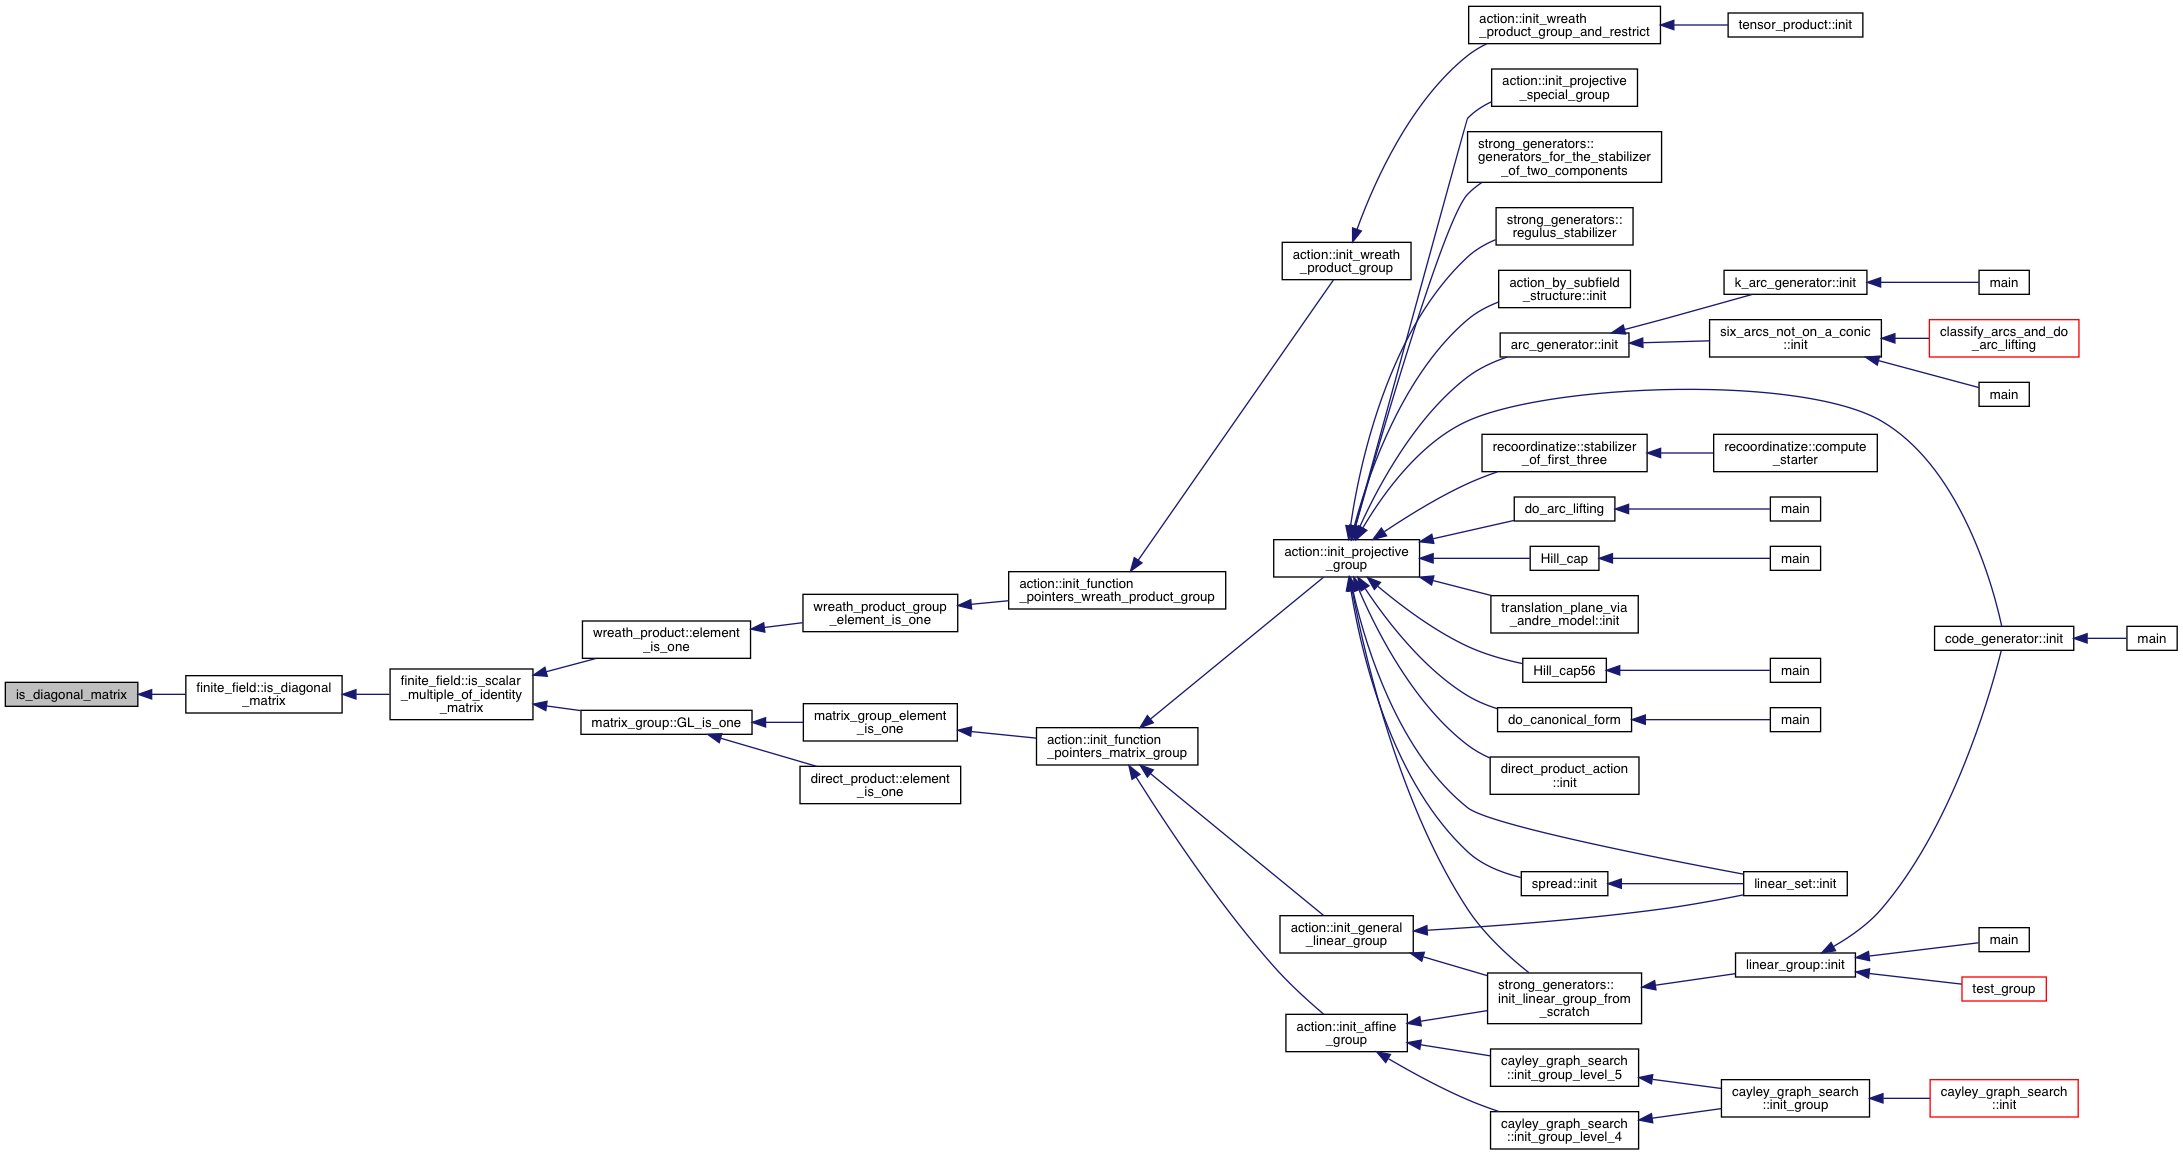 is_diagonal_matrix
finite_field::is_diagonal
_matrix
finite_field::is_scalar
_multiple_of_identity
_matrix
wreath_product::element
_is_one
matrix_group::GL_is_one
wreath_product_group
_element_is_one
matrix_group_element
_is_one
direct_product::element
_is_one
action::init_function
_pointers_wreath_product_group
action::init_function
_pointers_matrix_group
action::init_wreath
_product_group
action::init_projective
_group
action::init_general
_linear_group
action::init_affine
_group
action::init_wreath
_product_group_and_restrict
tensor_product::init
action::init_projective
_special_group
strong_generators::
generators_for_the_stabilizer
_of_two_components
strong_generators::
regulus_stabilizer
action_by_subfield
_structure::init
arc_generator::init
k_arc_generator::init
main
six_arcs_not_on_a_conic
::init
classify_arcs_and_do
_arc_lifting
main
recoordinatize::stabilizer
_of_first_three
recoordinatize::compute
_starter
do_arc_lifting
main
Hill_cap
main
translation_plane_via
_andre_model::init
code_generator::init
main
Hill_cap56
main
do_canonical_form
main
direct_product_action
::init
spread::init
linear_set::init
strong_generators::
init_linear_group_from
_scratch
linear_group::init
main
test_group
cayley_graph_search
::init_group_level_5
cayley_graph_search
::init_group_level_4
cayley_graph_search
::init_group
cayley_graph_search
::init